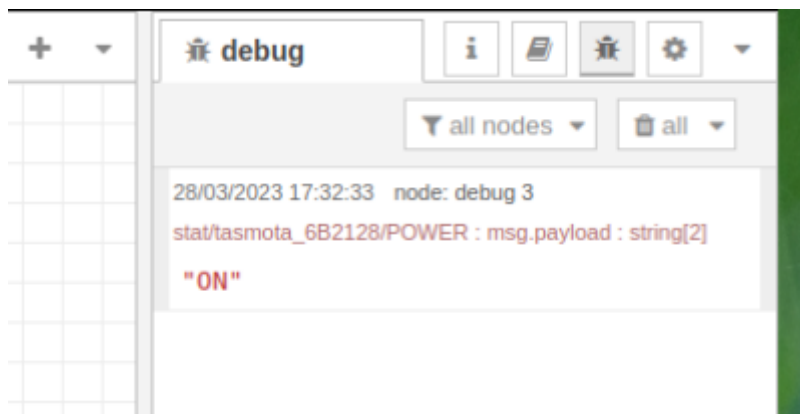 debug
all nodes
all
28/03/2023 17:32:33 node: debug 3
stat/tasmota_6B2128/POWER : msg.payload : string[2]
"ON"